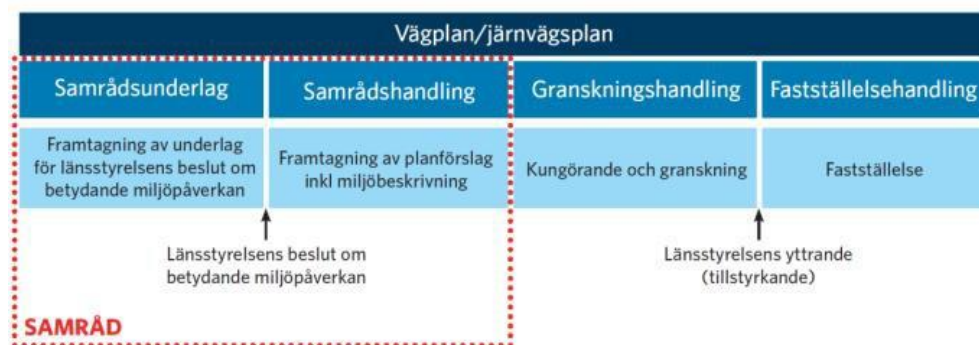 Vägplan/järnvägsplan
Samrådsunderlag
Samrådshandling
Granskningshandling
Fastställelsehandling
Framtagning av underlag
för länsstyrelsens beslut om
betydande miljöpåverkan
Framtagning av planförslag
inkl miljöbeskrivning
Kungörande och granskning
Fastställelse
Länsstyrelsens beslut om
betydande miljöpåverkan
Länsstyrelsens yttrande
(tillstyrkande)
SAMRÅD